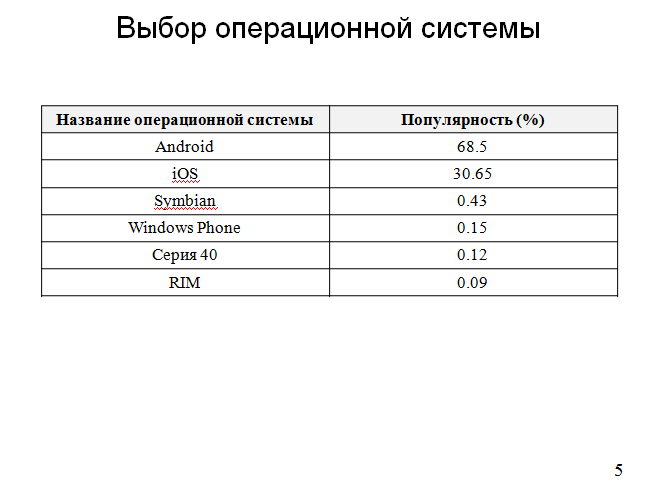 Выбор операционной системы
Название операционной системы Популярность (%)
Android 68.5
iOS 30.65
Symbian 0.43
Windows Phone 0.15
Серия 40 0.12
RIM 0.09
5